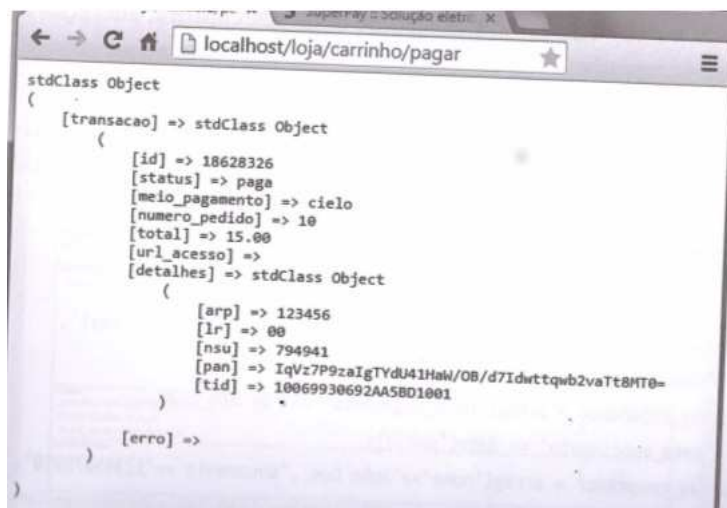 SuperPay :: Solução eletr
localhost/loja/carrinho/pagar
stdClass Object
(
[transacao] => stdClass Object
(
[id] => 18628326
[status] => paga
[meio_pagamento] => cielo
[numero_pedido] => 10
[total] => 15.00
[url_acesso] =>
[detalhes] => stdClass Object
(
[arp] => 123456
[lr] => 00
[nsu] => 794941
[pan] => IqVz7P9zaIgTYdU41HaW/OB/d7Idwttqwb2vaTt8MT0=
[tid] => 10069930692AA5BD1001
)
[erro] =>
)
)